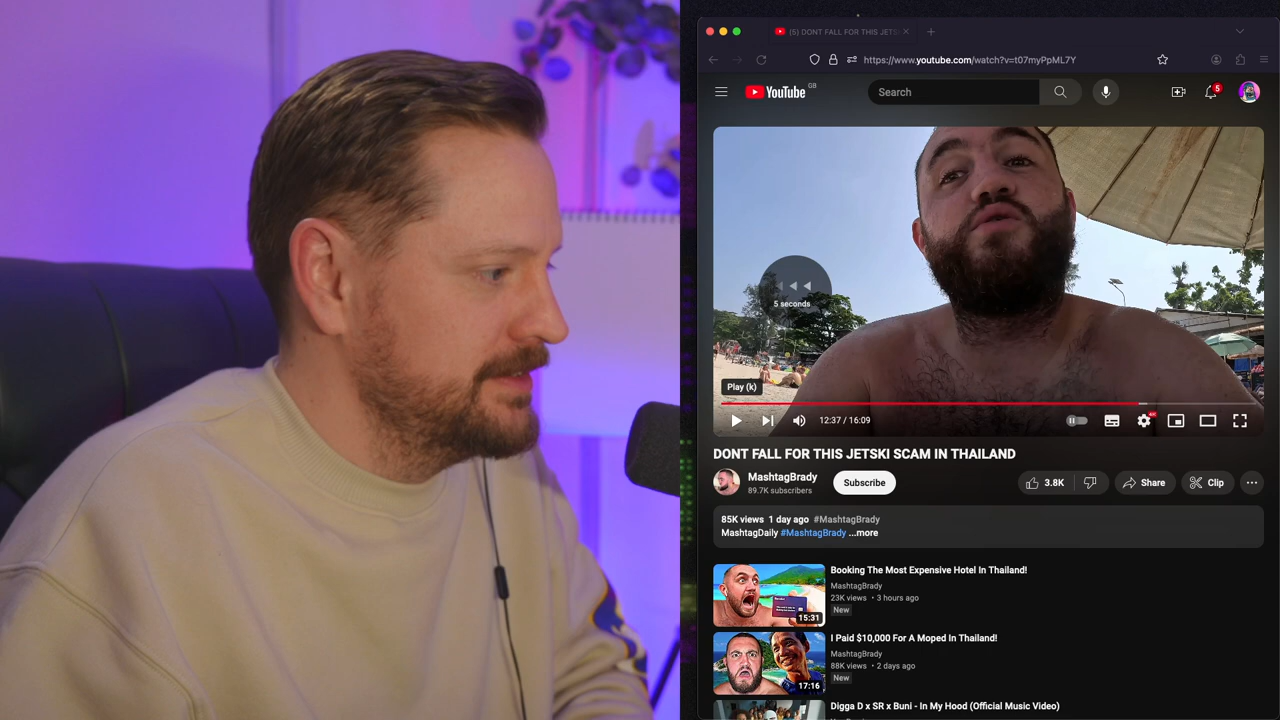 (5) DONT FALL FOR THIS JETS
https://www.youtube.com/watch?v=t07myPpML7Y
YouTube GB
Search
5
5 seconds
Play (k)
12:37 / 16:09
4K
DONT FALL FOR THIS JETSKI SCAM IN THAILAND
MashtagBrady
89.7K subscribers
Subscribe
3.8K
Share
Clip
85K views 1 day ago #MashtagBrady
MashtagDaily #MashtagBrady ...more
Booking The Most Expensive Hotel In Thailand!
MashtagBrady
23K views • 3 hours ago
New
15:31
I Paid $10,000 For A Moped In Thailand!
MashtagBrady
88K views • 2 days ago
New
17:16
Digga D x SR x Buni - In My Hood (Official Music Video)